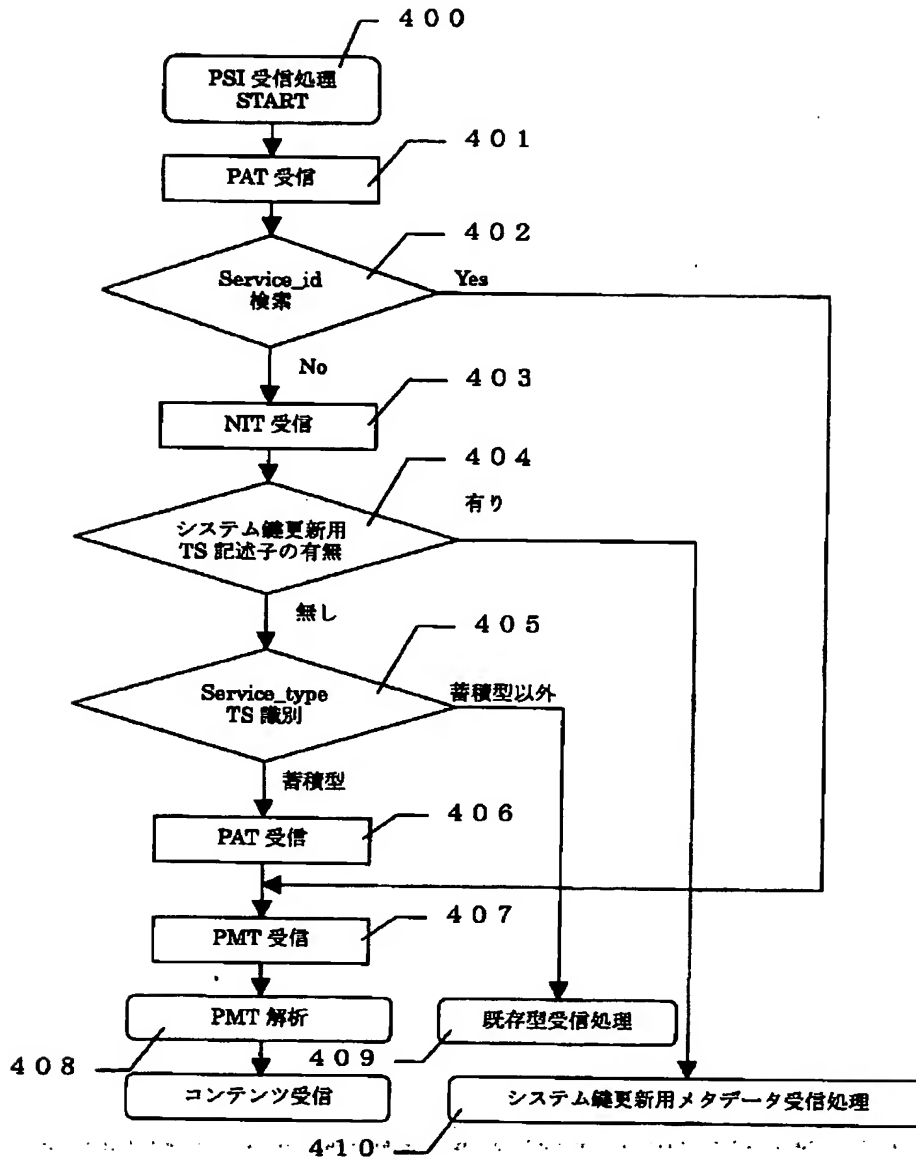 ４００
PSI 受信処理
START
４０１
PAT 受信
４０２
Service_id
検索
Yes
No
４０３
NIT 受信
４０４
有り
システム鍵更新用
TS 記述子の有無
無し
４０５
Service_type
TS 識別
蓄積型以外
蓄積型
４０６
PAT 受信
４０７
PMT 受信
PMT 解析
既存型受信処理
４０８
４０９
コンテンツ受信
システム鍵更新用メタデータ受信処理
４１０